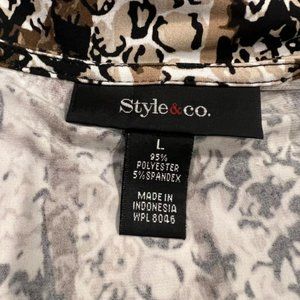 Style&co.
L
95%
POLYESTER
5% SPANDEX
MADE IN
INDONESIA
WPL 8046